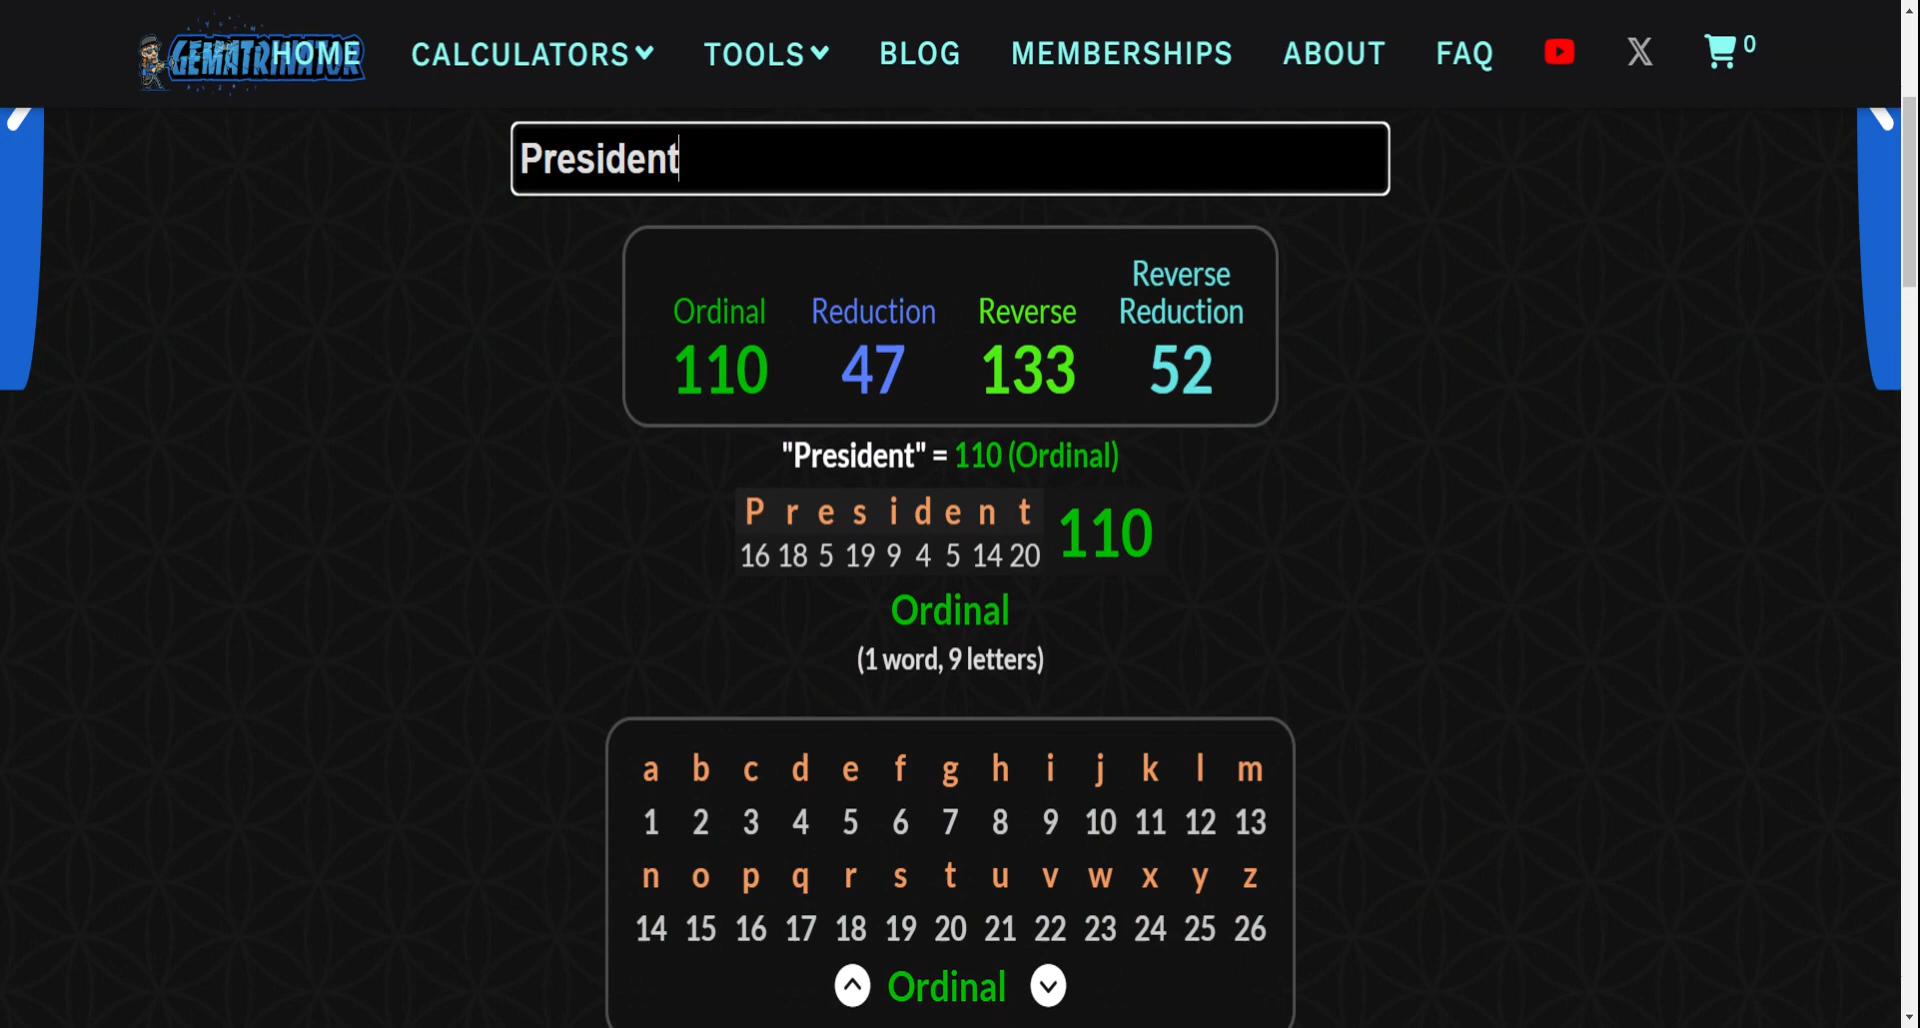 GEMATRINATOR
HOME CALCULATORS TOOLS BLOG MEMBERSHIPS ABOUT FAQ X 0
President
Ordinal Reduction Reverse Reverse Reduction
110 47 133 52
"President" = 110 (Ordinal)
P r e s i d e n t 110
16 18 5 19 9 4 5 14 20
Ordinal
(1 word, 9 letters)
a b c d e f g h i j k l m
1 2 3 4 5 6 7 8 9 10 11 12 13
n o p q r s t u v w x y z
14 15 16 17 18 19 20 21 22 23 24 25 26
Ordinal